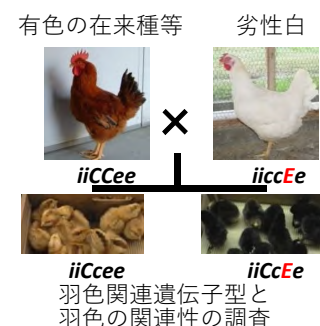 有色の在来種等 劣性白
×
iiCCee iiccEe
iiCcee iiCcEe
羽色関連遺伝子型と
羽色の関連性の調査